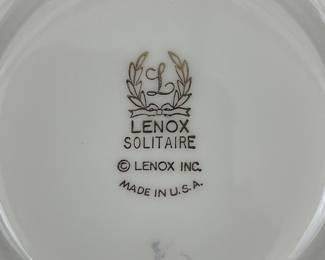 L
LENOX
SOLITAIRE
© LENOX INC.
MADE IN U.S.A.